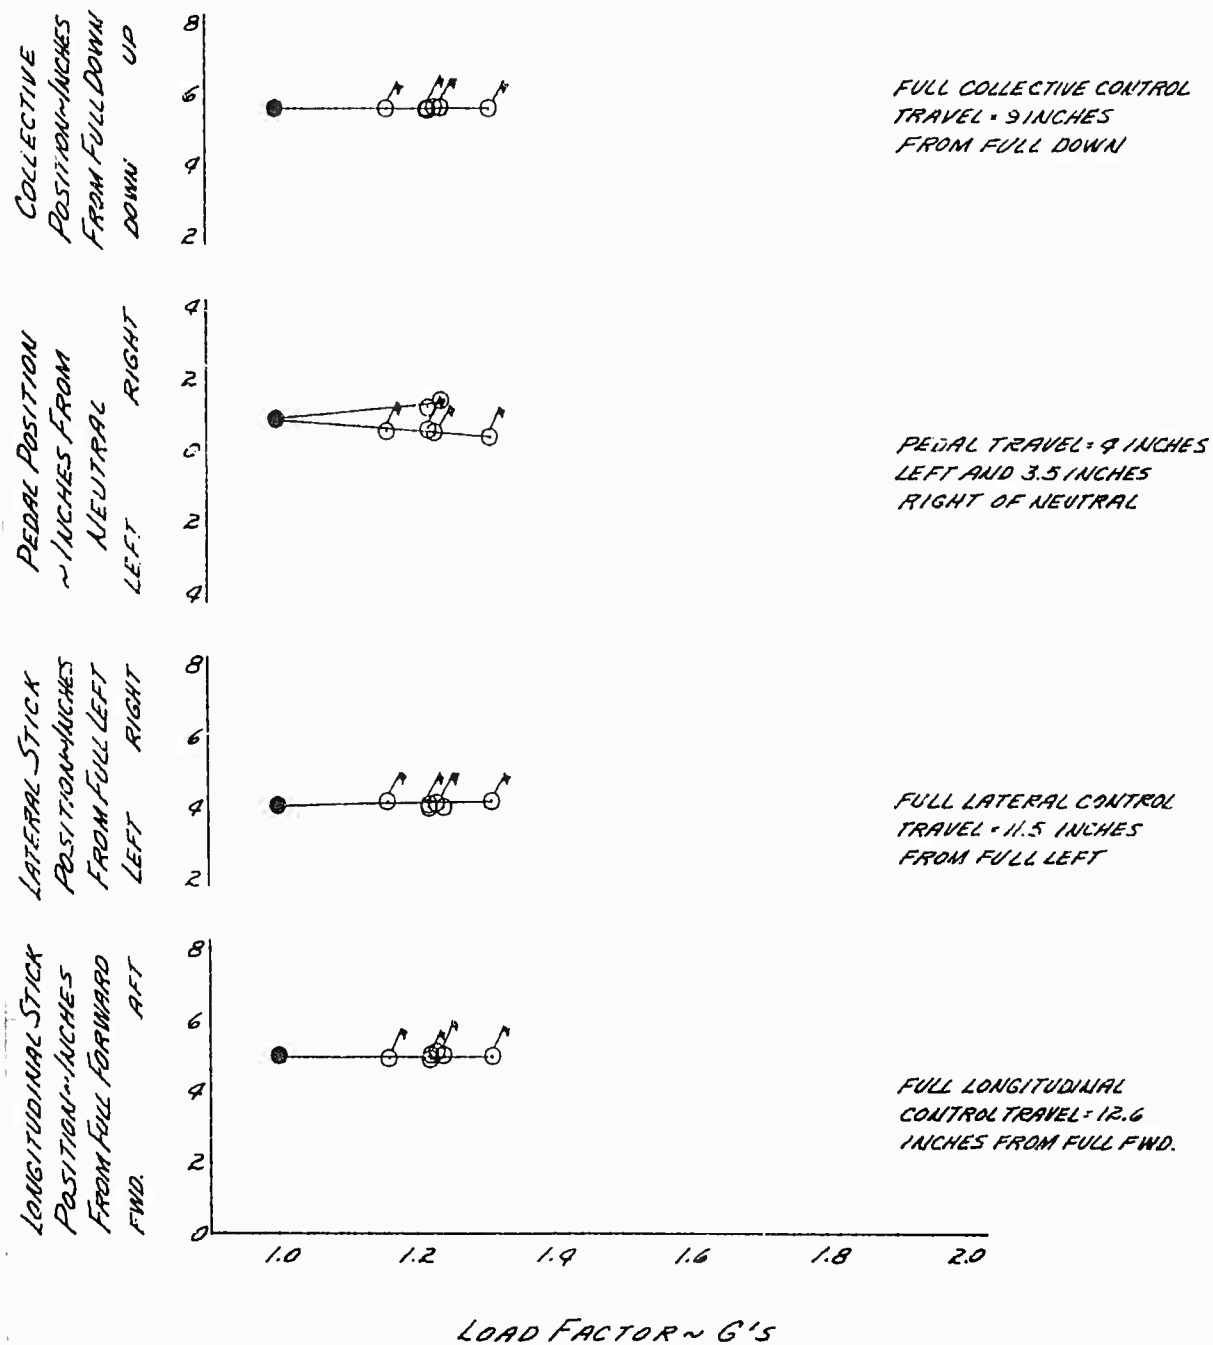 COLLECTIVE
POSITION~INCHES
FROM FULL DOWN
DOWN UP
8
6
4
2
FULL COLLECTIVE CONTROL
TRAVEL = 9 INCHES
FROM FULL DOWN
PEDAL POSITION
~INCHES FROM
NEUTRAL
LEFT RIGHT
4
2
0
2
4
PEDAL TRAVEL = 4 INCHES
LEFT AND 3.5 INCHES
RIGHT OF NEUTRAL
LATERAL STICK
POSITION~INCHES
FROM FULL LEFT
LEFT RIGHT
8
6
4
2
FULL LATERAL CONTROL
TRAVEL = 11.5 INCHES
FROM FULL LEFT
LONGITUDINAL STICK
POSITION~INCHES
FROM FULL FORWARD
FWD. AFT
8
6
4
2
0
FULL LONGITUDINAL
CONTROL TRAVEL = 12.6
INCHES FROM FULL FWD.
1.0 1.2 1.4 1.6 1.8 2.0
LOAD FACTOR ~ G'S